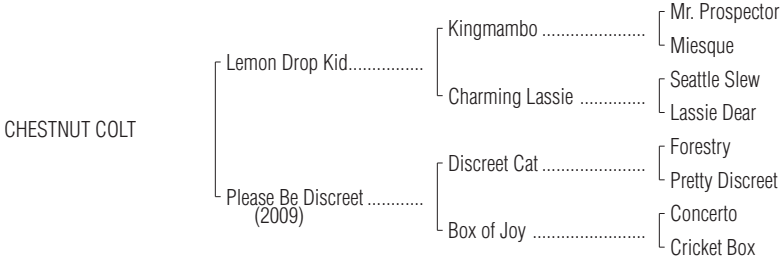 Mr. Prospector
Kingmambo ......................
Miesque
Lemon Drop Kid................
Seattle Slew
Charming Lassie ..............
Lassie Dear
CHESTNUT COLT
Forestry
Discreet Cat ......................
Pretty Discreet
Please Be Discreet ............
(2009)
Concerto
Box of Joy ........................
Cricket Box